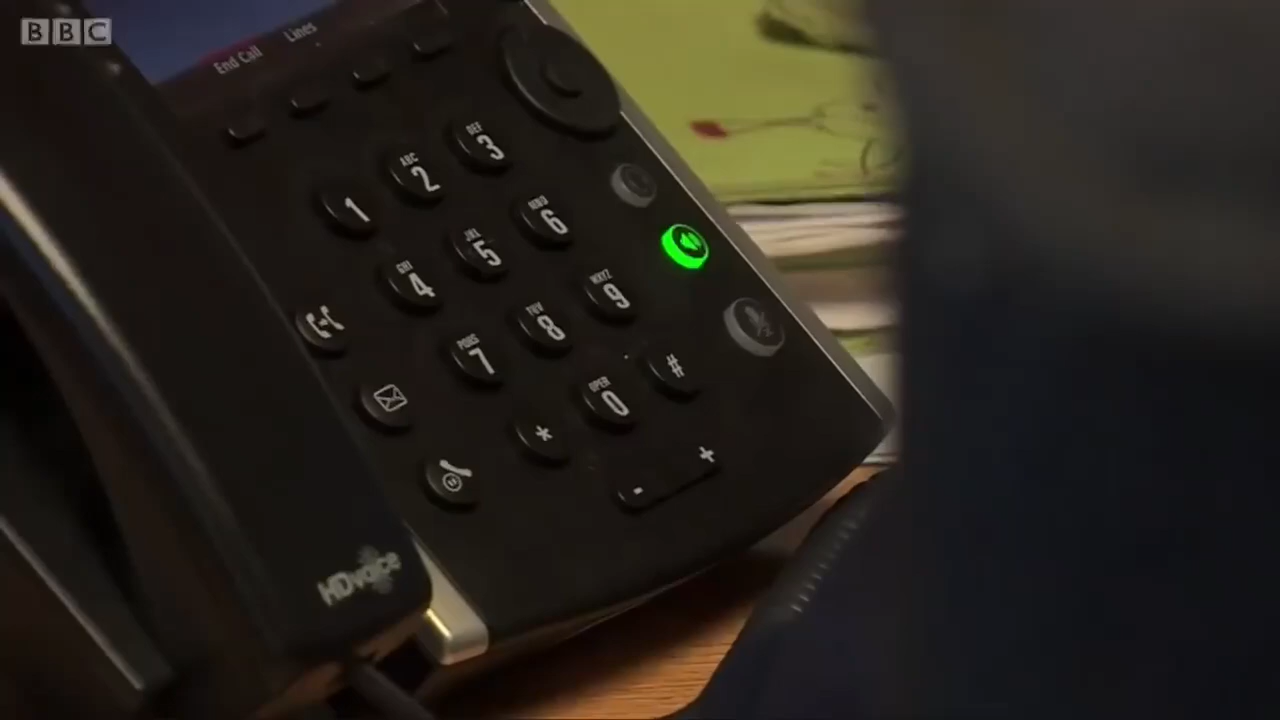 BBC
End Call Lines
ABC DEF
1 2 3
GHI JKL MNO
4 5 6
PQRS TUV WXYZ
7 8 9
OPER
* 0 #
- +
HDvoice